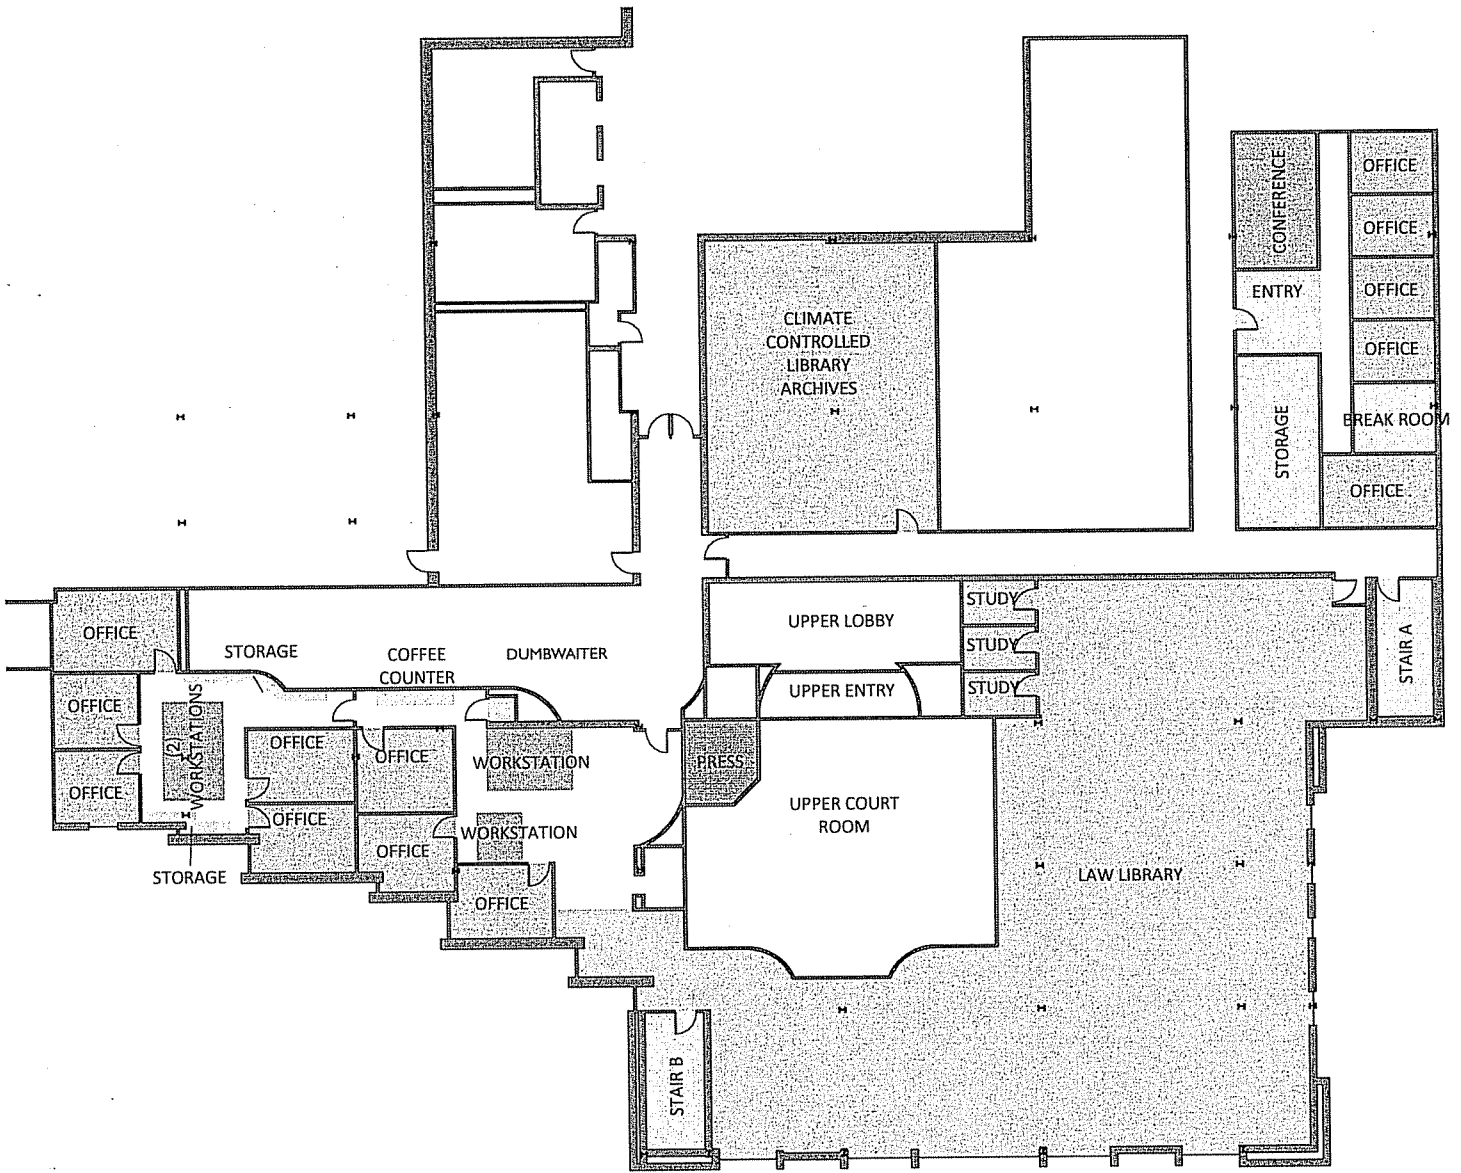 OFFICE
CONFERENCE
OFFICE
ENTRY
OFFICE
CLIMATE
CONTROLLED
LIBRARY
ARCHIVES
OFFICE
BREAK ROOM
STORAGE
OFFICE
OFFICE
STORAGE
COFFEE
COUNTER
DUMBWAITER
UPPER LOBBY
STUDY
STUDY
STUDY
UPPER ENTRY
STAIR A
OFFICE
WORKSTATIONS
(2)
OFFICE
OFFICE
WORKSTATION
PRESS
OFFICE
OFFICE
WORKSTATION
UPPER COURT
ROOM
OFFICE
STORAGE
OFFICE
LAW LIBRARY
STAIR B